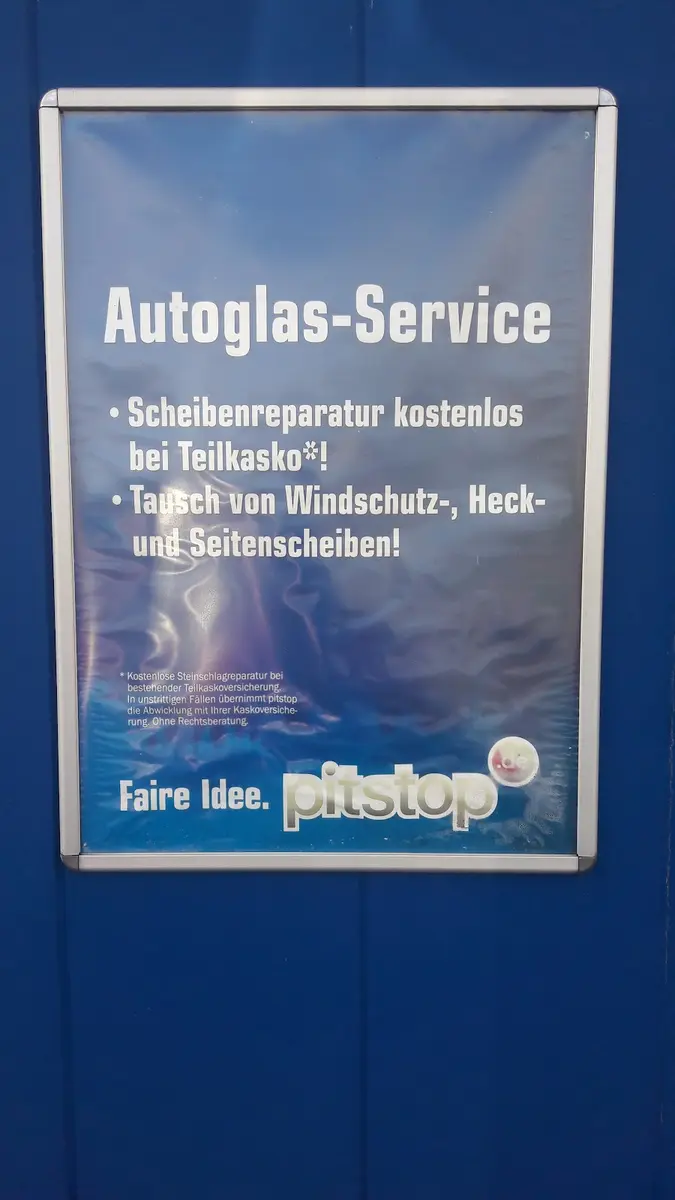 Autoglas-Service
• Scheibenreparatur kostenlos
bei Teilkasko*!
• Tausch von Windschutz-, Heck-
und Seitenscheiben!
* Kostenlose Steinschlagreparatur bei
bestehender Teilkaskoversicherung.
In unstrittigen Fällen übernimmt pitstop
die Abwicklung mit Ihrer Kaskoversiche-
rung. Ohne Rechtsberatung.
Faire Idee. pitstop.de